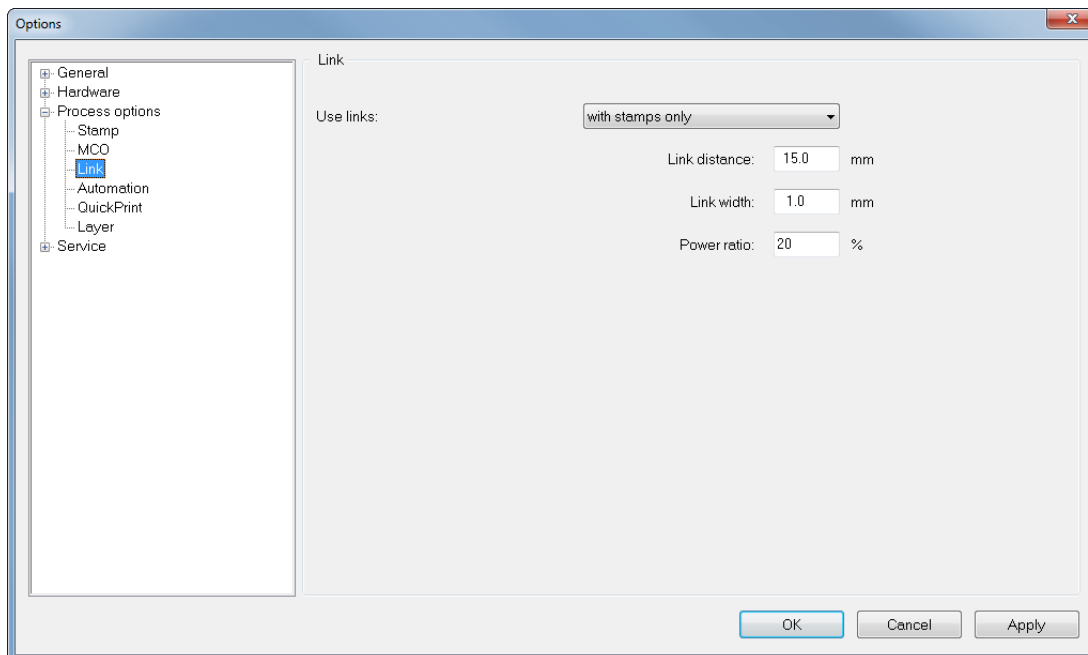 Options
General
Hardware
Process options
Stamp
MCO
Link
Automation
QuickPrint
Layer
Service
Link
Use links: with stamps only
Link distance: 15.0 mm
Link width: 1.0 mm
Power ratio: 20 %
OK Cancel Apply